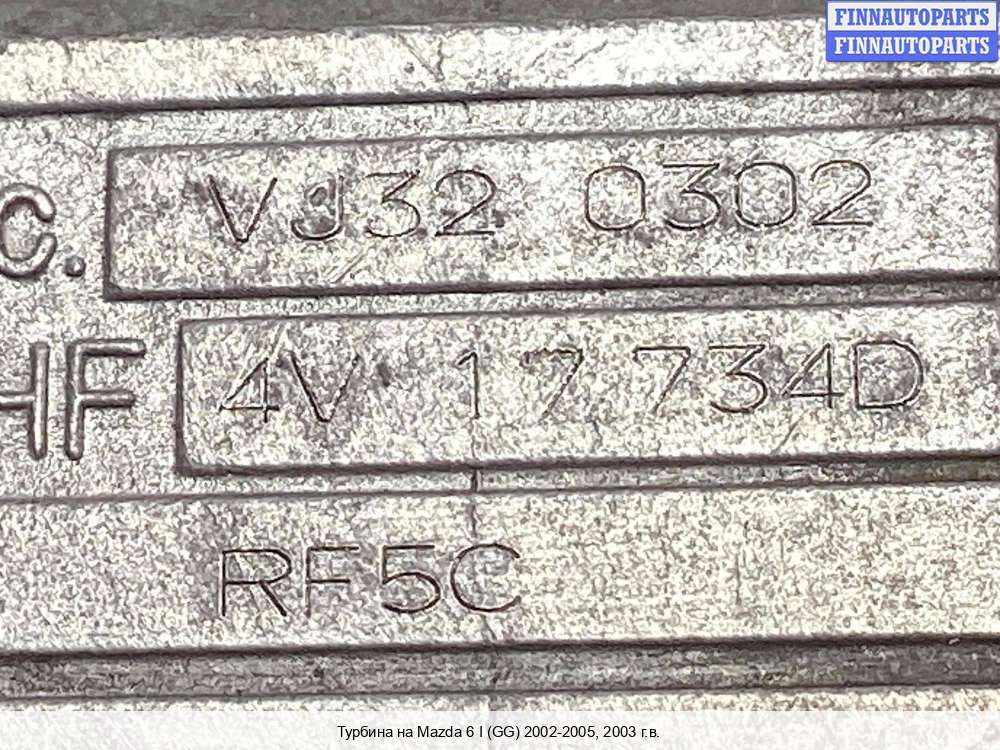 FINNAUTOPARTS
FINNAUTOPARTS
C. VJ32 0302
HF 4V 17 734D
RF5C
Турбина на Mazda 6 I (GG) 2002-2005, 2003 г.в.